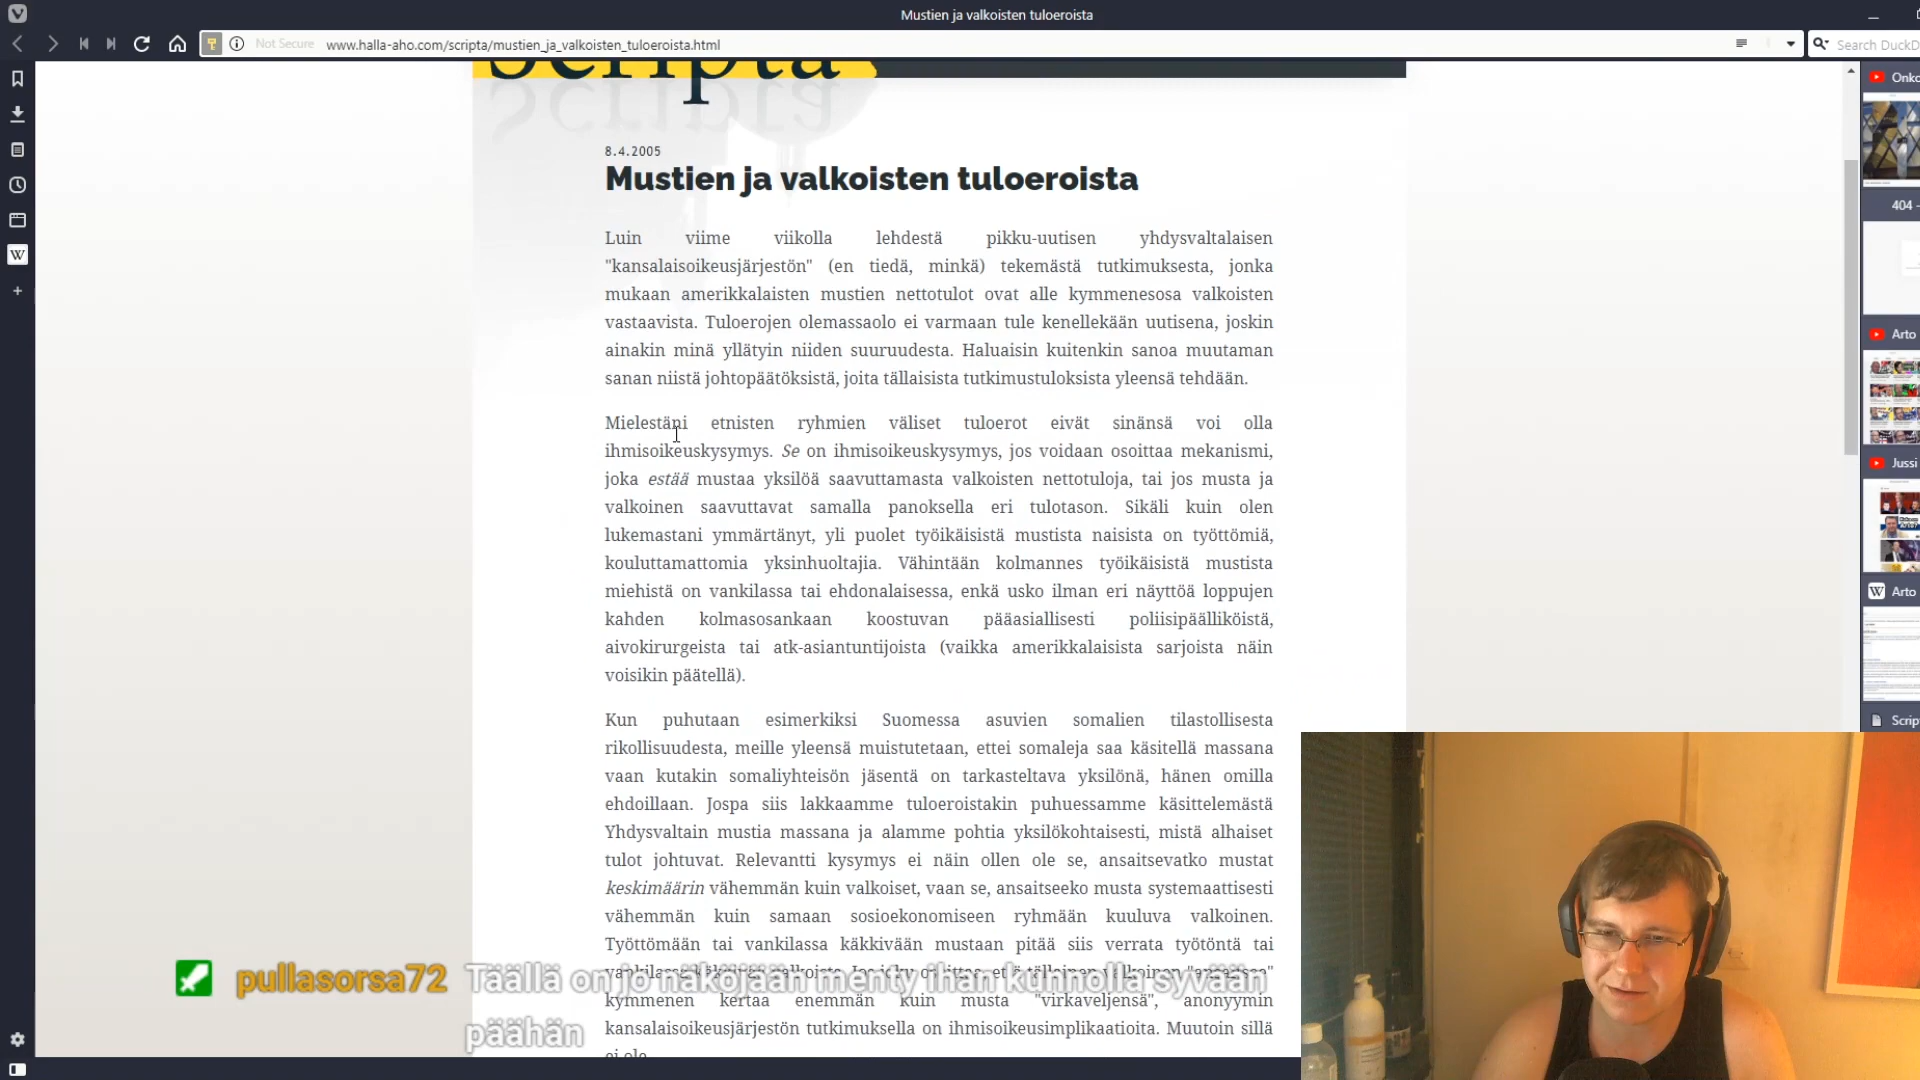 Mustien ja valkoisten tuloeroista
Not Secure
www.halla-aho.com/scripta/mustien_ja_valkoisten_tuloeroista.html
Search DuckD
Scripta
8.4.2005
Mustien ja valkoisten tuloeroista
Luin viime viikolla lehdestä pikku-uutisen yhdysvaltalaisen
"kansalaisoikeusjärjestön" (en tiedä, minkä) tekemästä tutkimuksesta, jonka
mukaan amerikkalaisten mustien nettotulot ovat alle kymmenesosa valkoisten
vastaavista. Tuloerojen olemassaolo ei varmaan tule kenellekään uutisena, joskin
ainakin minä yllätyin niiden suuruudesta. Haluaisin kuitenkin sanoa muutaman
sanan niistä johtopäätöksistä, joita tällaisista tutkimustuloksista yleensä tehdään.
Mielestäni etnisten ryhmien väliset tuloerot eivät sinänsä voi olla
ihmisoikeuskysymys. Se on ihmisoikeuskysymys, jos voidaan osoittaa mekanismi,
joka estää mustaa yksilöä saavuttamasta valkoisten nettotuloja, tai jos musta ja
valkoinen saavuttavat samalla panoksella eri tulotason. Sikäli kuin olen
lukemastani ymmärtänyt, yli puolet työikäisistä mustista naisista on työttömiä,
kouluttamattomia yksinhuoltajia. Vähintään kolmannes työikäisistä mustista
miehistä on vankilassa tai ehdonalaisessa, enkä usko ilman eri näyttöä loppujen
kahden kolmasosankaan koostuvan pääasiallisesti poliisipäälliköistä,
aivokirurgeista tai atk-asiantuntijoista (vaikka amerikkalaisista sarjoista näin
voisikin päätellä).
Kun puhutaan esimerkiksi Suomessa asuvien somalien tilastollisesta
rikollisuudesta, meille yleensä muistutetaan, ettei somaleja saa käsitellä massana
vaan kutakin somaliyhteisön jäsentä on tarkasteltava yksilönä, hänen omilla
ehdoillaan. Jospa siis lakkaamme tuloeroistakin puhuessamme käsittelemästä
Yhdysvaltain mustia massana ja alamme pohtia yksilökohtaisesti, mistä alhaiset
tulot johtuvat. Relevantti kysymys ei näin ollen ole se, ansaitsevatko mustat
keskimäärin vähemmän kuin valkoiset, vaan se, ansaitseeko musta systemaattisesti
vähemmän kuin samaan sosioekonomiseen ryhmään kuuluva valkoinen.
Työttömään tai vankilassa käkkivään mustaan pitää siis verrata työtöntä tai
kymmenen kertaa enemmän kuin musta "virkaveljensä", anonyymin
kansalaisoikeusjärjestön tutkimuksella on ihmisoikeusimplikaatioita. Muutoin sillä
ei ole
pullasorsa72 Täällä on jo näköjään menty ihan kunnolla syvään
päähän
Onko
404 -
Arto
Jussi
Arto
Scrip